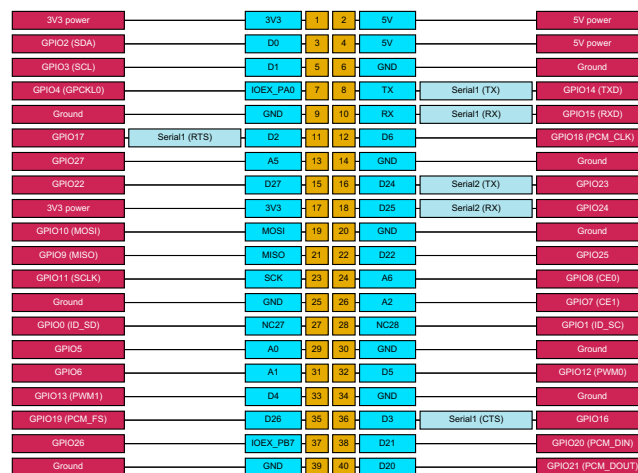 3V3 power 3V3 1 2 5V 5V power
GPIO2 (SDA) D0 3 4 5V 5V power
GPIO3 (SCL) D1 5 6 GND Ground
GPIO4 (GPCKL0) IOEX_PA0 7 8 TX Serial1 (TX) GPIO14 (TXD)
Ground GND 9 10 RX Serial1 (RX) GPIO15 (RXD)
GPIO17 Serial1 (RTS) D2 11 12 D6 GPIO18 (PCM_CLK)
GPIO27 A5 13 14 GND Ground
GPIO22 D27 15 16 D24 Serial2 (TX) GPIO23
3V3 power 3V3 17 18 D25 Serial2 (RX) GPIO24
GPIO10 (MOSI) MOSI 19 20 GND Ground
GPIO9 (MISO) MISO 21 22 D22 GPIO25
GPIO11 (SCLK) SCK 23 24 A6 GPIO8 (CE0)
Ground GND 25 26 A2 GPIO7 (CE1)
GPIO0 (ID_SD) NC27 27 28 NC28 GPIO1 (ID_SC)
GPIO5 A0 29 30 GND Ground
GPIO6 A1 31 32 D5 GPIO12 (PWM0)
GPIO13 (PWM1) D4 33 34 GND Ground
GPIO19 (PCM_FS) D26 35 36 D3 Serial1 (CTS) GPIO16
GPIO26 IOEX_PB7 37 38 D21 GPIO20 (PCM_DIN)
Ground GND 39 40 D20 GPIO21 (PCM_DOUT)